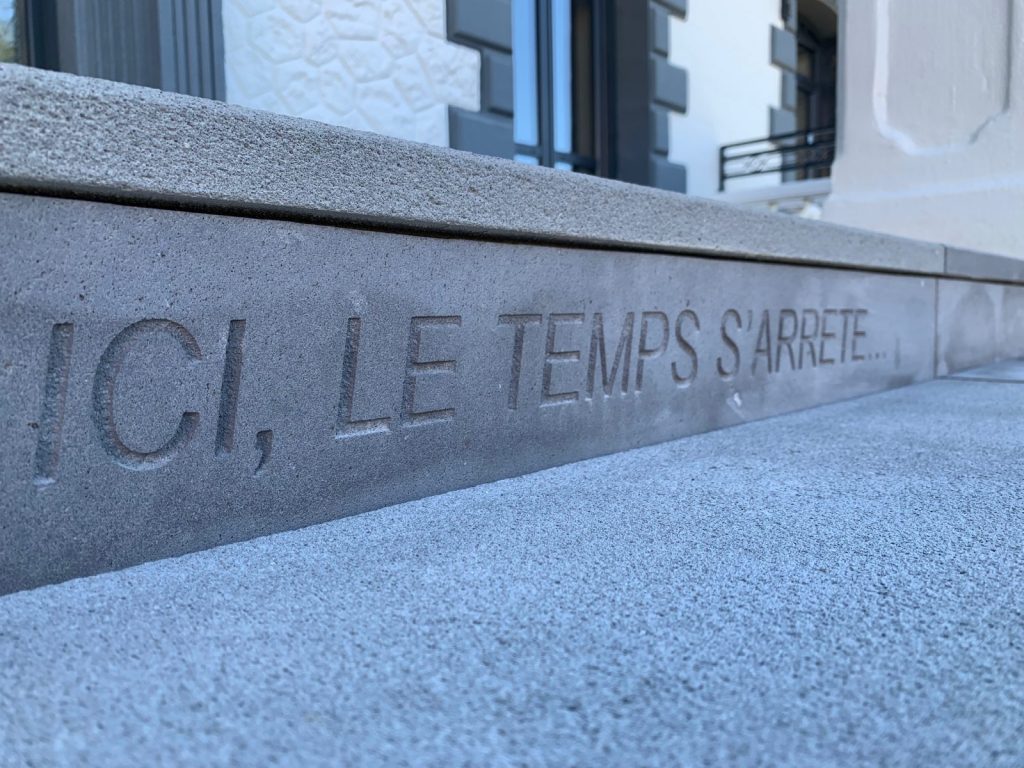 ICI, LE TEMPS S'ARRETE...